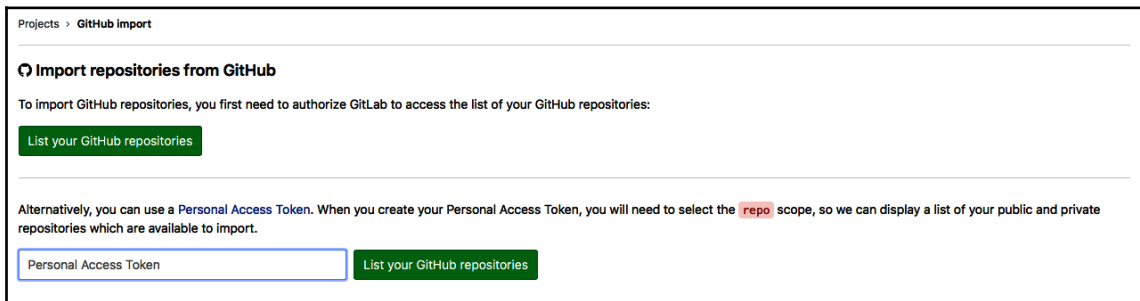 Projects > GitHub import
Import repositories from GitHub
To import GitHub repositories, you first need to authorize GitLab to access the list of your GitHub repositories:
List your GitHub repositories
Alternatively, you can use a Personal Access Token. When you create your Personal Access Token, you will need to select the repo scope, so we can display a list of your public and private
repositories which are available to import.
Personal Access Token List your GitHub repositories